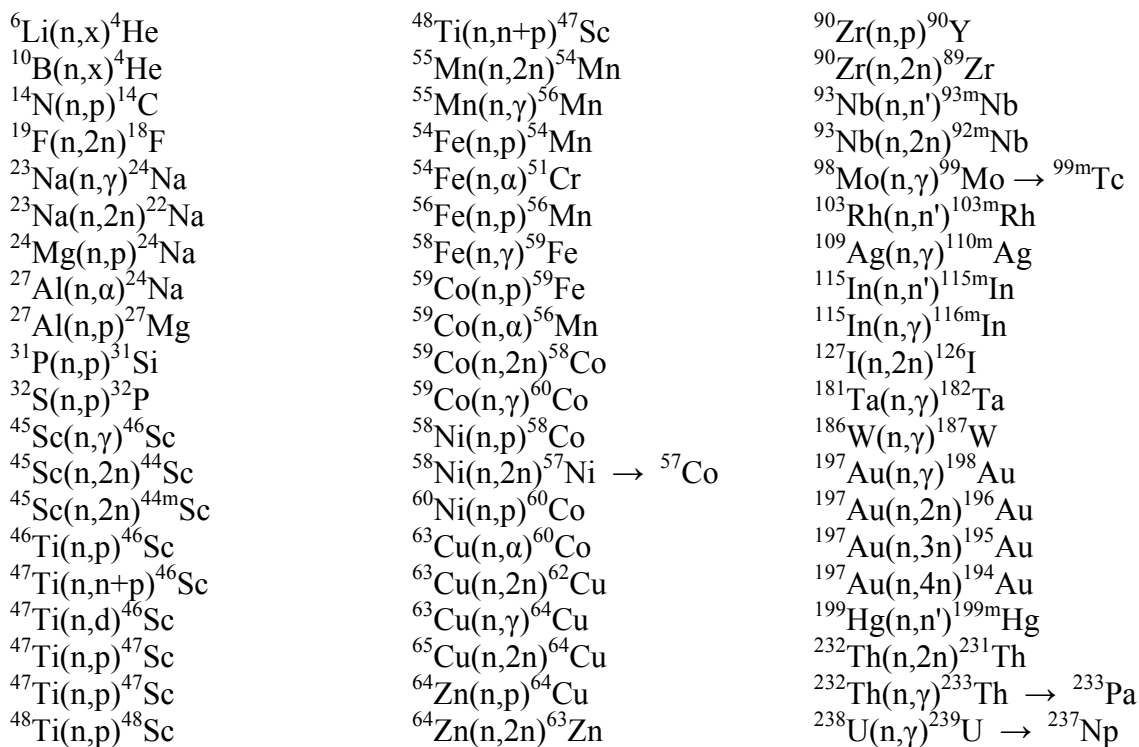 ⁶Li(n,x)⁴He
¹⁰B(n,x)⁴He
¹⁴N(n,p)¹⁴C
¹⁹F(n,2n)¹⁸F
²³Na(n,γ)²⁴Na
²³Na(n,2n)²²Na
²⁴Mg(n,p)²⁴Na
²⁷Al(n,α)²⁴Na
²⁷Al(n,p)²⁷Mg
³¹P(n,p)³¹Si
³²S(n,p)³²P
⁴⁵Sc(n,γ)⁴⁶Sc
⁴⁵Sc(n,2n)⁴⁴Sc
⁴⁵Sc(n,2n)⁴⁴ᵐSc
⁴⁶Ti(n,p)⁴⁶Sc
⁴⁷Ti(n,n+p)⁴⁶Sc
⁴⁷Ti(n,d)⁴⁶Sc
⁴⁷Ti(n,p)⁴⁷Sc
⁴⁷Ti(n,p)⁴⁷Sc
⁴⁸Ti(n,p)⁴⁸Sc
⁴⁸Ti(n,n+p)⁴⁷Sc
⁵⁵Mn(n,2n)⁵⁴Mn
⁵⁵Mn(n,γ)⁵⁶Mn
⁵⁴Fe(n,p)⁵⁴Mn
⁵⁴Fe(n,α)⁵¹Cr
⁵⁶Fe(n,p)⁵⁶Mn
⁵⁸Fe(n,γ)⁵⁹Fe
⁵⁹Co(n,p)⁵⁹Fe
⁵⁹Co(n,α)⁵⁶Mn
⁵⁹Co(n,2n)⁵⁸Co
⁵⁹Co(n,γ)⁶⁰Co
⁵⁸Ni(n,p)⁵⁸Co
⁵⁸Ni(n,2n)⁵⁷Ni → ⁵⁷Co
⁶⁰Ni(n,p)⁶⁰Co
⁶³Cu(n,α)⁶⁰Co
⁶³Cu(n,2n)⁶²Cu
⁶³Cu(n,γ)⁶⁴Cu
⁶⁵Cu(n,2n)⁶⁴Cu
⁶⁴Zn(n,p)⁶⁴Cu
⁶⁴Zn(n,2n)⁶³Zn
⁹⁰Zr(n,p)⁹⁰Y
⁹⁰Zr(n,2n)⁸⁹Zr
⁹³Nb(n,n')⁹³ᵐNb
⁹³Nb(n,2n)⁹²ᵐNb
⁹⁸Mo(n,γ)⁹⁹Mo → ⁹⁹ᵐTc
¹⁰³Rh(n,n')¹⁰³ᵐRh
¹⁰⁹Ag(n,γ)¹¹⁰ᵐAg
¹¹⁵In(n,n')¹¹⁵ᵐIn
¹¹⁵In(n,γ)¹¹⁶ᵐIn
¹²⁷I(n,2n)¹²⁶I
¹⁸¹Ta(n,γ)¹⁸²Ta
¹⁸⁶W(n,γ)¹⁸⁷W
¹⁹⁷Au(n,γ)¹⁹⁸Au
¹⁹⁷Au(n,2n)¹⁹⁶Au
¹⁹⁷Au(n,3n)¹⁹⁵Au
¹⁹⁷Au(n,4n)¹⁹⁴Au
¹⁹⁹Hg(n,n')¹⁹⁹ᵐHg
²³²Th(n,2n)²³¹Th
²³²Th(n,γ)²³³Th → ²³³Pa
²³⁸U(n,γ)²³⁹U → ²³⁷Np